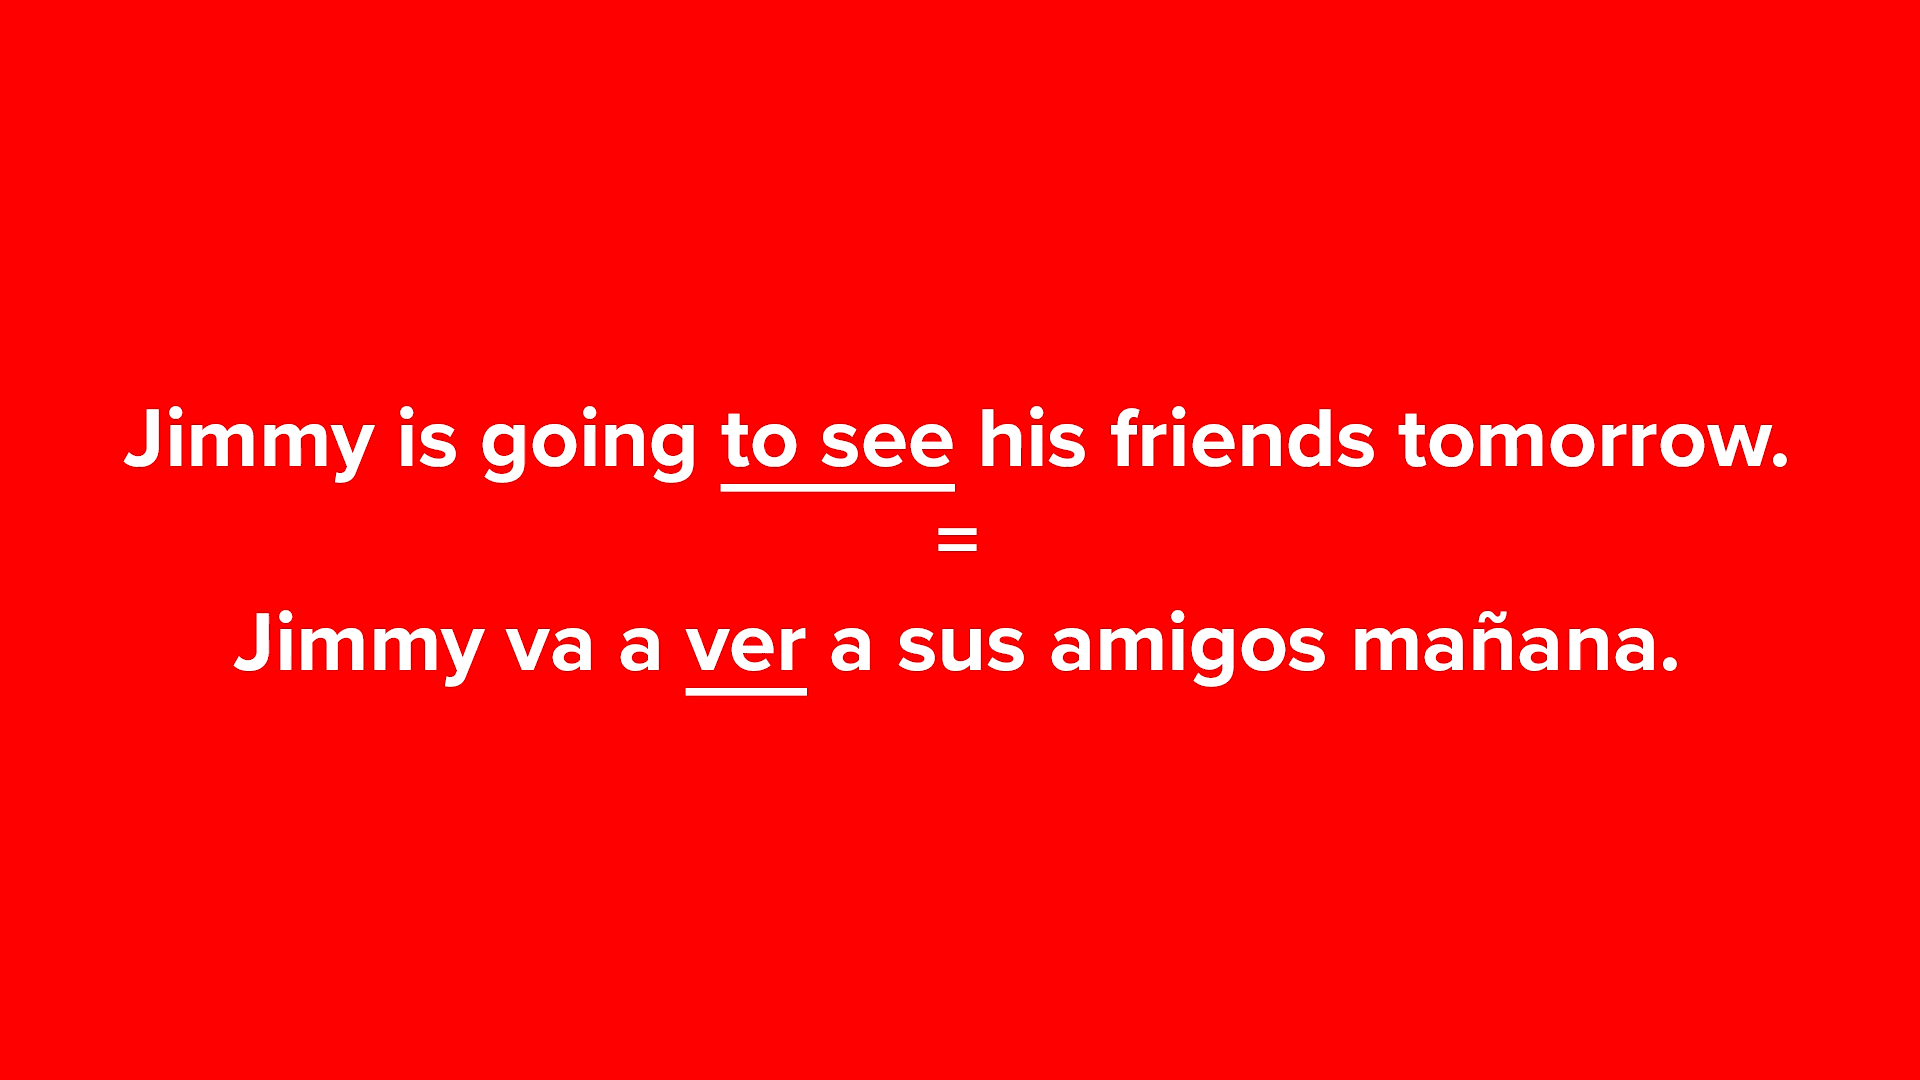 Jimmy is going to see his friends tomorrow.
=
Jimmy va a ver a sus amigos mañana.